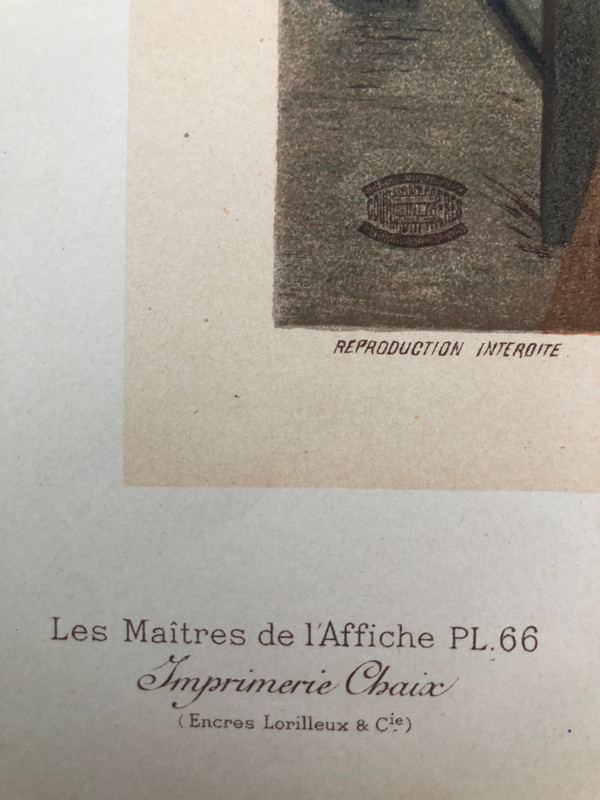 REPRODUCTION INTERDITE.
Les Maîtres de l'Affiche PL.66
Imprimerie Chaix
(Encres Lorilleux & Cie)